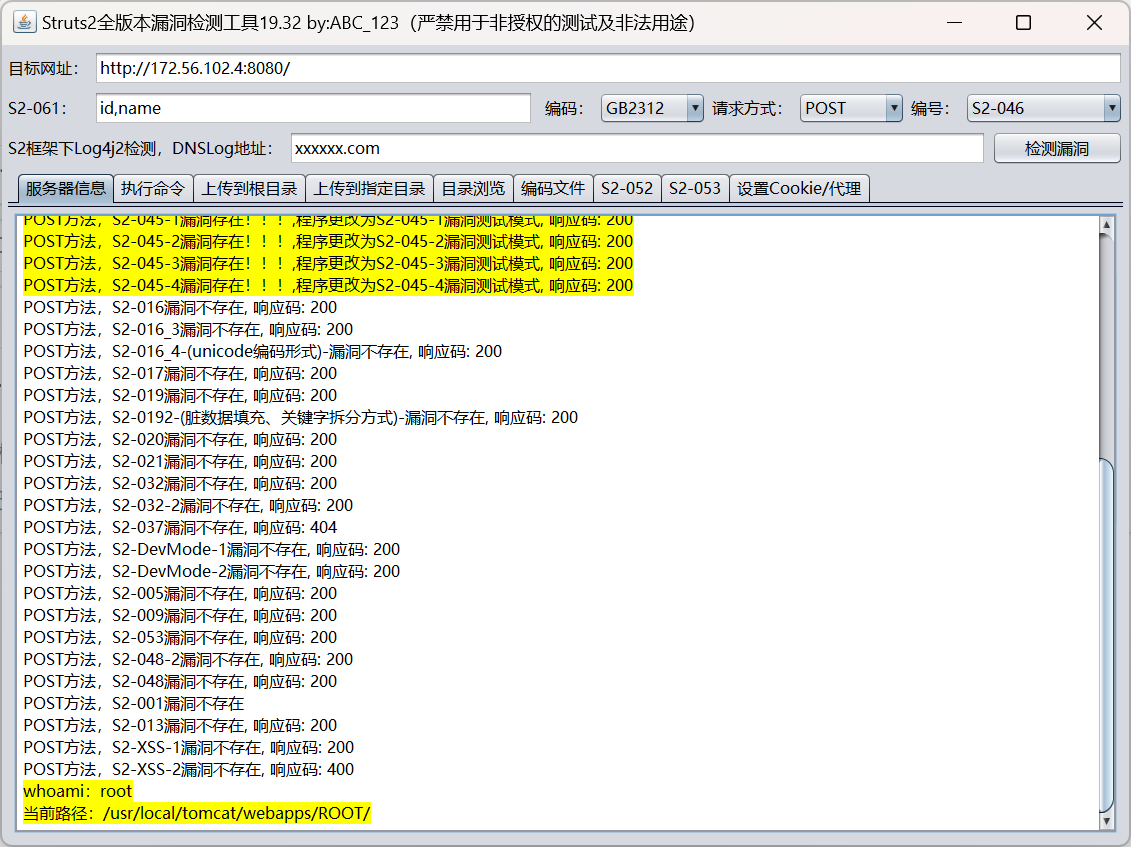 Struts2全版本漏洞检测工具19.32 by:ABC_123（严禁用于非授权的测试及非法用途）
目标网址： http://172.56.102.4:8080/
S2-061： id,name 编码： GB2312 请求方式： POST 编号： S2-046
S2框架下Log4j2检测，DNSLog地址： xxxxxx.com 检测漏洞
服务器信息 执行命令 上传到根目录 上传到指定目录 目录浏览 编码文件 S2-052 S2-053 设置Cookie/代理
POST方法，S2-045-1漏洞存在！！！,程序更改为S2-045-1漏洞测试模式, 响应码: 200
POST方法，S2-045-2漏洞存在！！！,程序更改为S2-045-2漏洞测试模式, 响应码: 200
POST方法，S2-045-3漏洞存在！！！,程序更改为S2-045-3漏洞测试模式, 响应码: 200
POST方法，S2-045-4漏洞存在！！！,程序更改为S2-045-4漏洞测试模式, 响应码: 200
POST方法，S2-016漏洞不存在, 响应码: 200
POST方法，S2-016_3漏洞不存在, 响应码: 200
POST方法，S2-016_4-(unicode编码形式)-漏洞不存在, 响应码: 200
POST方法，S2-017漏洞不存在, 响应码: 200
POST方法，S2-019漏洞不存在, 响应码: 200
POST方法，S2-0192-(脏数据填充、关键字拆分方式)-漏洞不存在, 响应码: 200
POST方法，S2-020漏洞不存在, 响应码: 200
POST方法，S2-021漏洞不存在, 响应码: 200
POST方法，S2-032漏洞不存在, 响应码: 200
POST方法，S2-032-2漏洞不存在, 响应码: 200
POST方法，S2-037漏洞不存在, 响应码: 404
POST方法，S2-DevMode-1漏洞不存在, 响应码: 200
POST方法，S2-DevMode-2漏洞不存在, 响应码: 200
POST方法，S2-005漏洞不存在, 响应码: 200
POST方法，S2-009漏洞不存在, 响应码: 200
POST方法，S2-053漏洞不存在, 响应码: 200
POST方法，S2-048-2漏洞不存在, 响应码: 200
POST方法，S2-048漏洞不存在, 响应码: 200
POST方法，S2-001漏洞不存在
POST方法，S2-013漏洞不存在, 响应码: 200
POST方法，S2-XSS-1漏洞不存在, 响应码: 200
POST方法，S2-XSS-2漏洞不存在, 响应码: 400
whoami：root
当前路径：/usr/local/tomcat/webapps/ROOT/